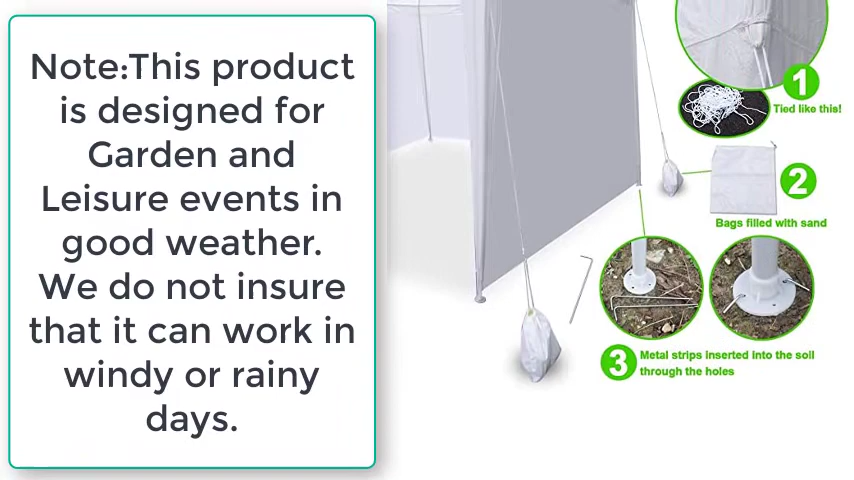 Note:This product
is designed for
Garden and
Leisure events in
good weather.
We do not insure
that it can work in
windy or rainy
days.
1
Tied like this!
2
Bags filled with sand
3
Metal strips inserted into the soil
through the holes